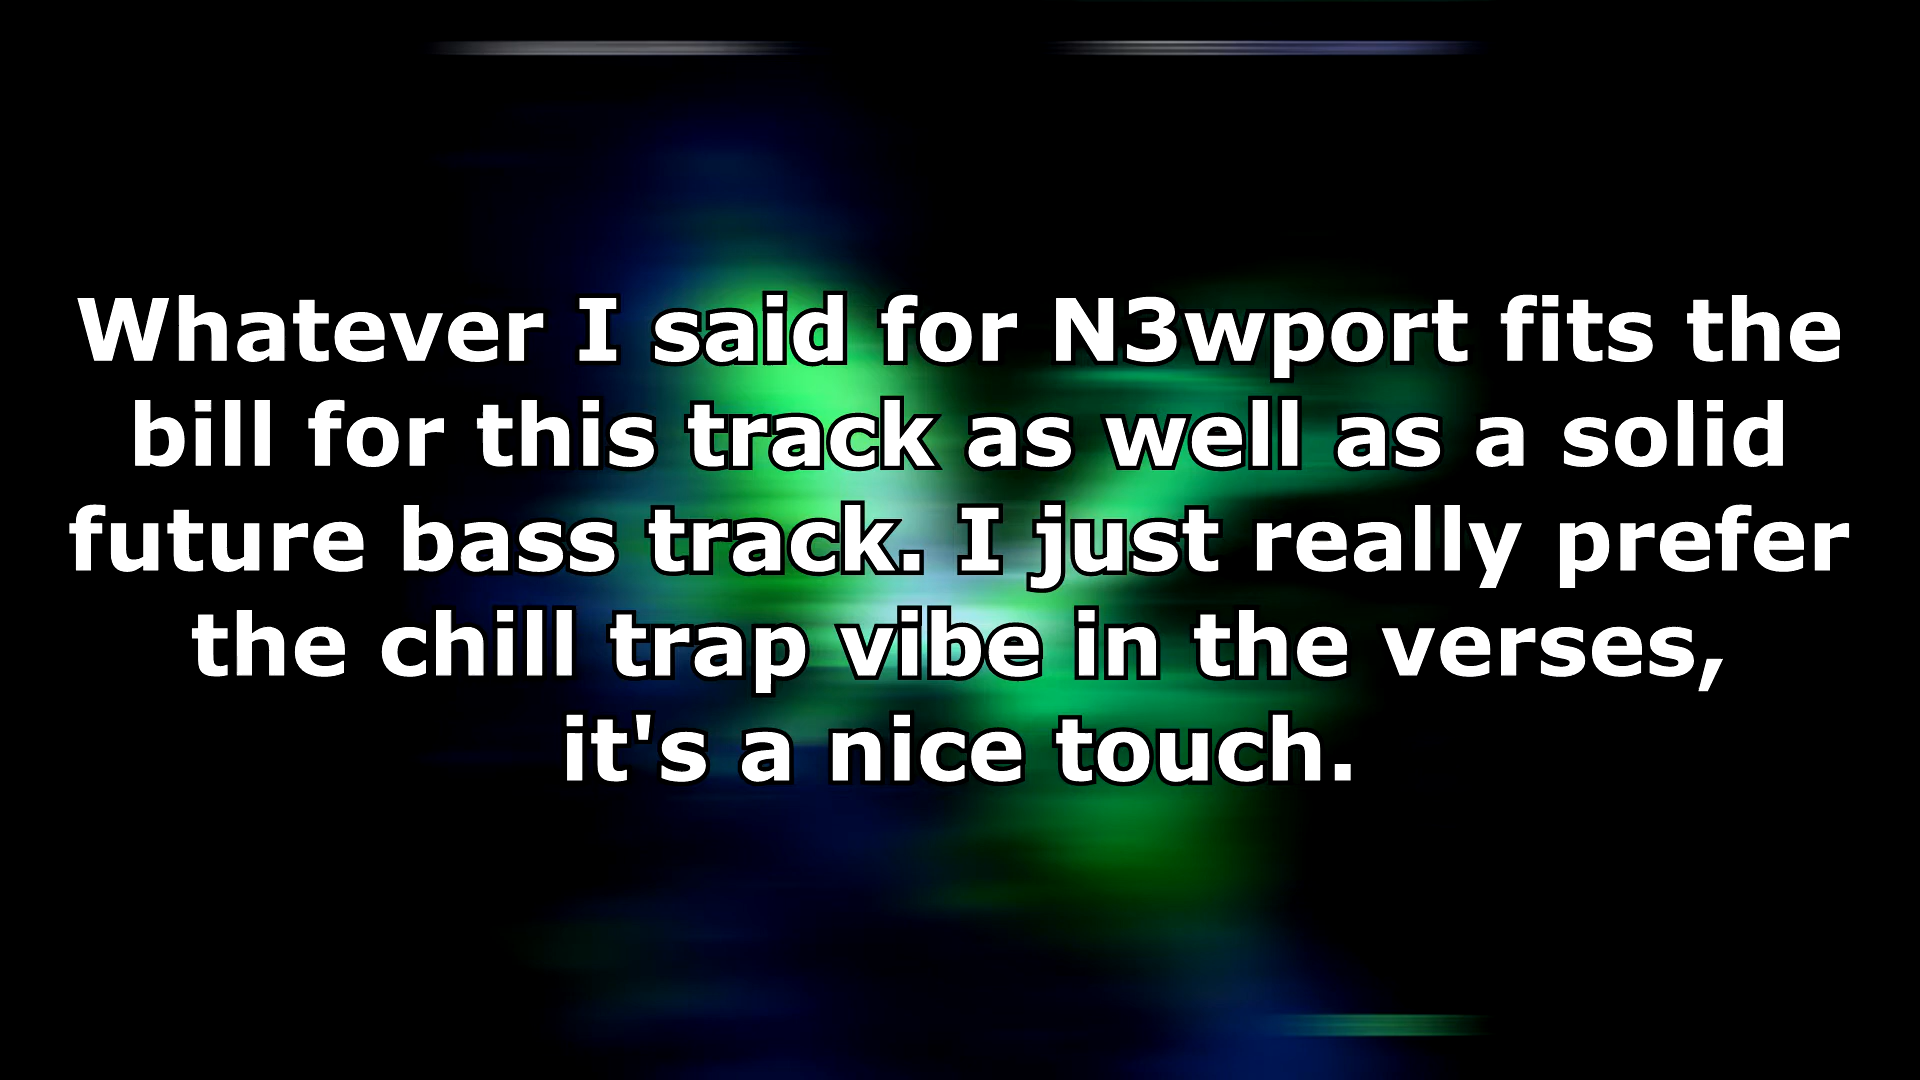 Whatever I said for N3wport fits the
bill for this track as well as a solid
future bass track. I just really prefer
the chill trap vibe in the verses,
it's a nice touch.